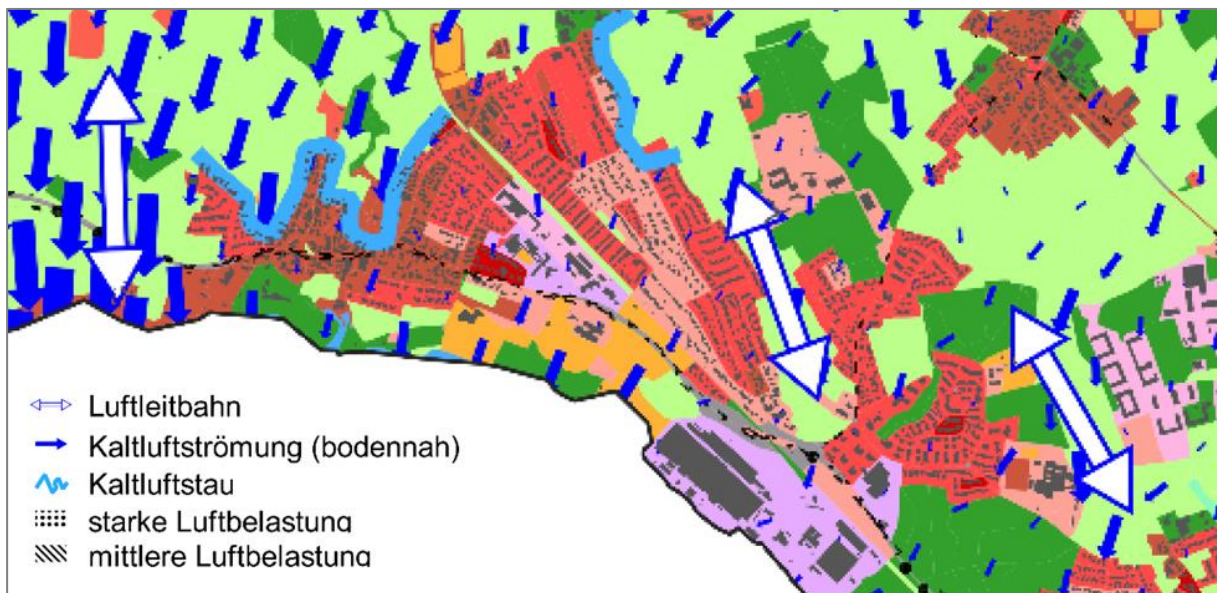 Luftleitbahn
Kaltluftströmung (bodennah)
Kaltluftstau
starke Luftbelastung
mittlere Luftbelastung